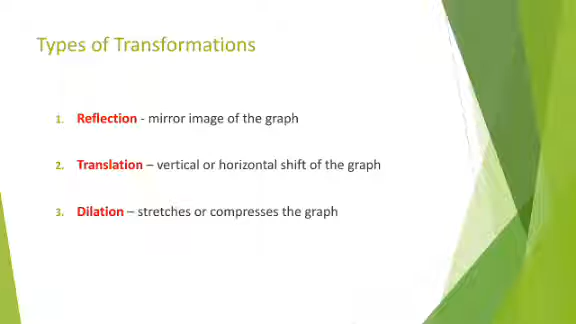 Types of Transformations
1. Reflection - mirror image of the graph
2. Translation – vertical or horizontal shift of the graph
3. Dilation – stretches or compresses the graph